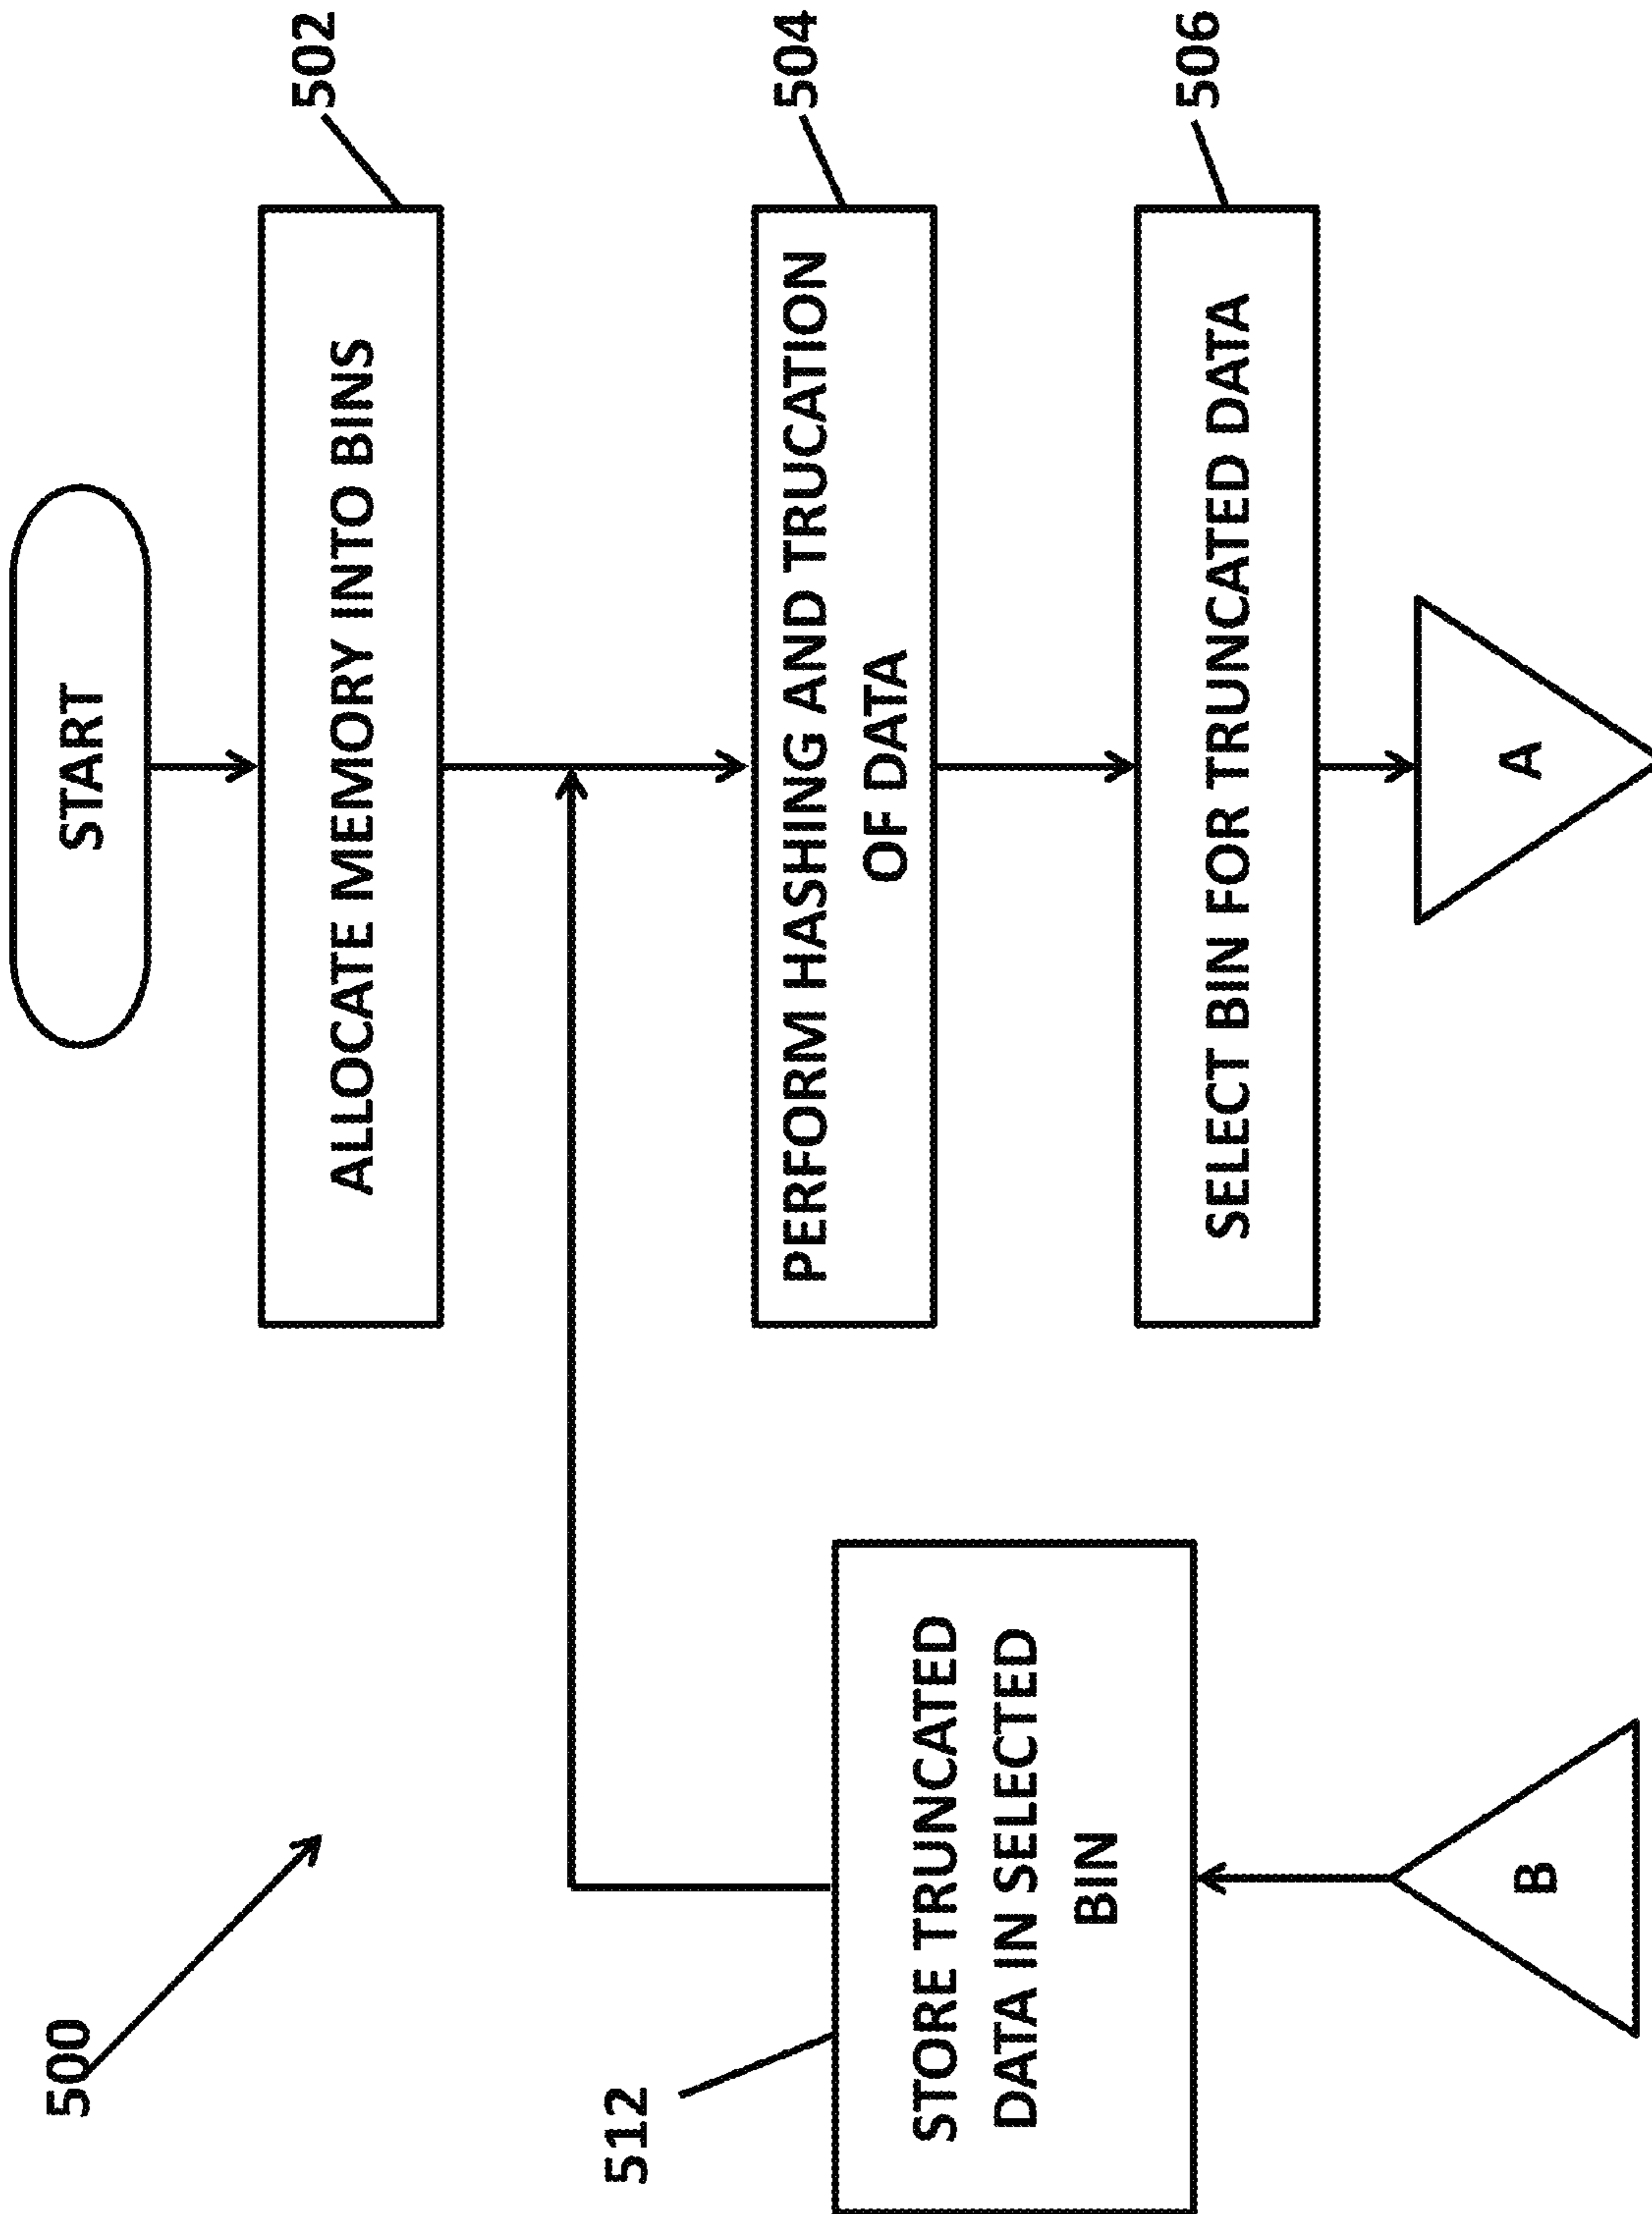 500
START
ALLOCATE MEMORY INTO BINS
502
PERFORM HASHING AND TRUCATION
OF DATA
504
SELECT BIN FOR TRUNCATED DATA
506
A
512
STORE TRUNCATED
DATA IN SELECTED
BIN
B